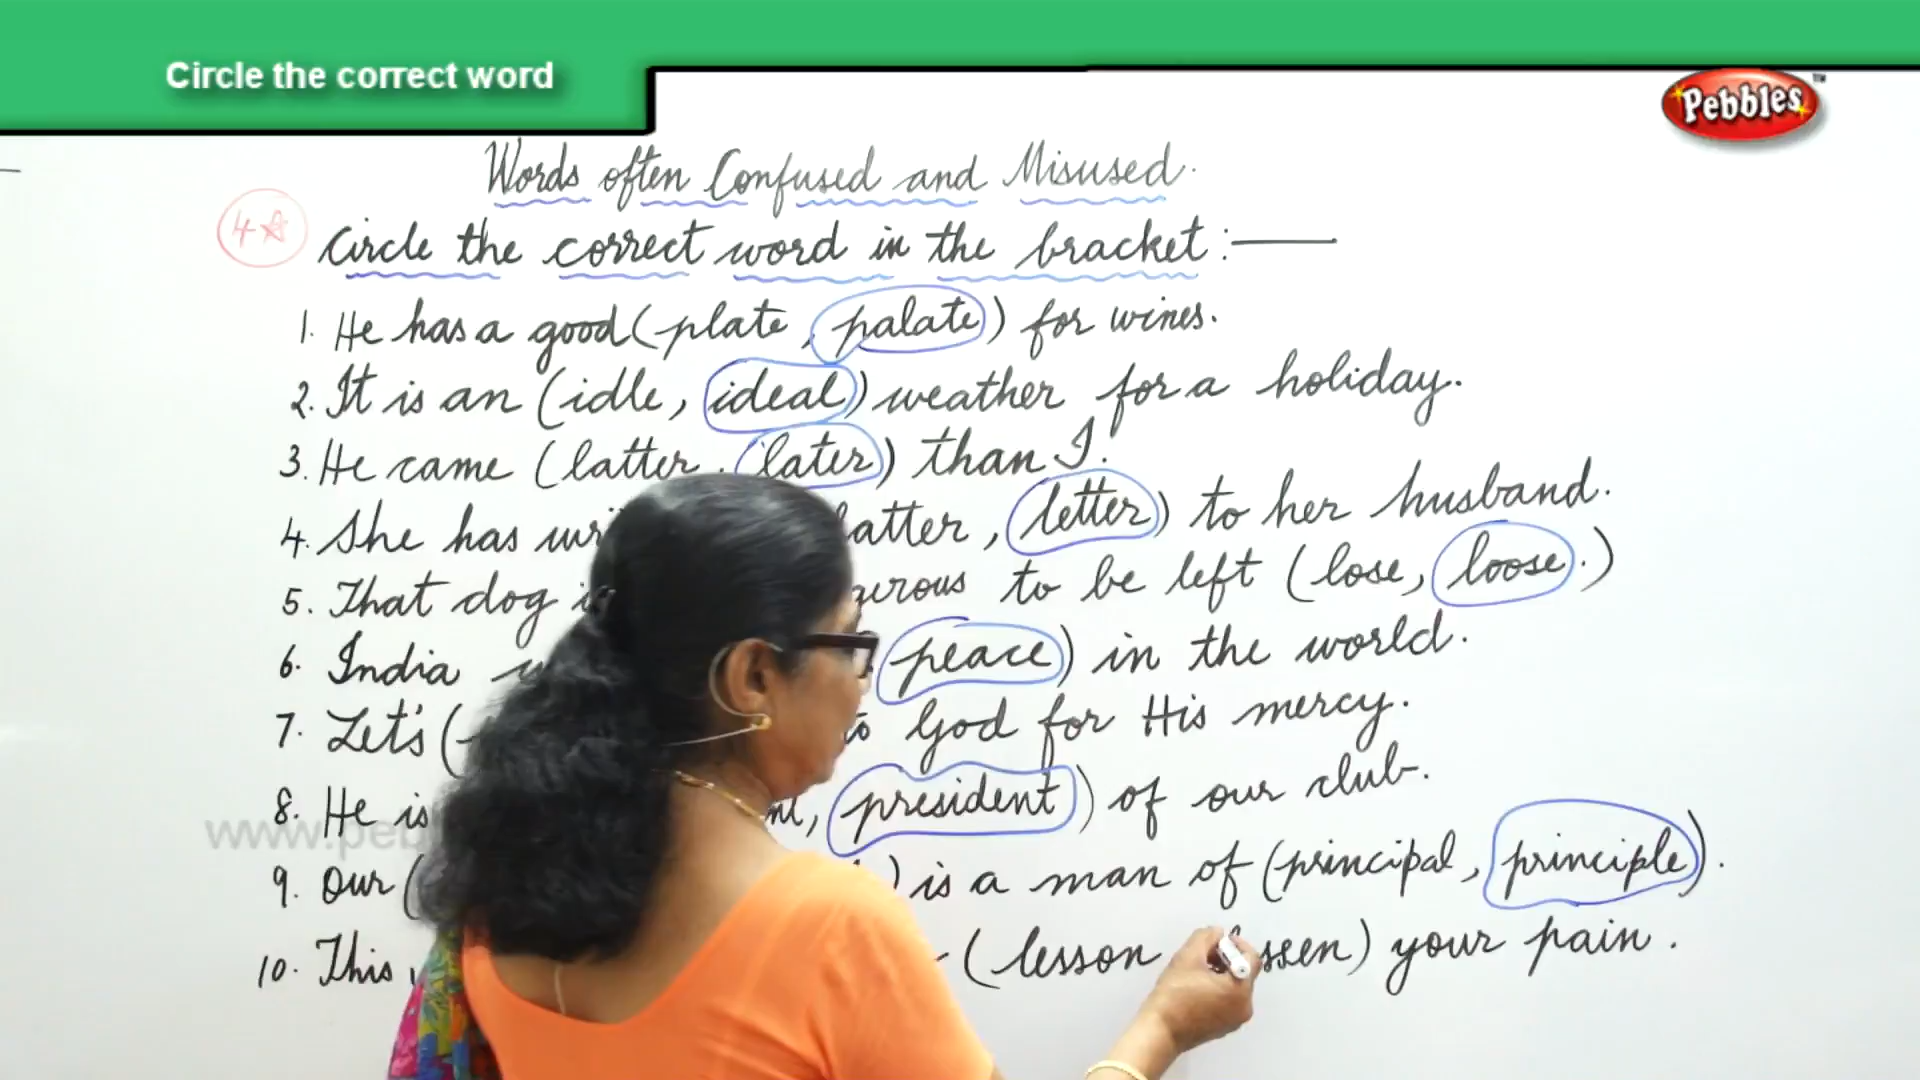 Circle the correct word
Pebbles™
Words often Confused and Misused.
4
Circle the correct word in the bracket:—
1. He has a good (plate, palate) for wines.
2. It is an (idle, ideal) weather for a holiday.
3. He came (latter, later) than I.
4. She has latter, letter) to her husband.
5. That dog to be left (lose, loose.)
6. India peace) in the world.
7. Let's ( to God for His mercy.
8. He is president) of our club.
9. Our ( ) is a man of (principal, principle).
10. This (lesson your pain.